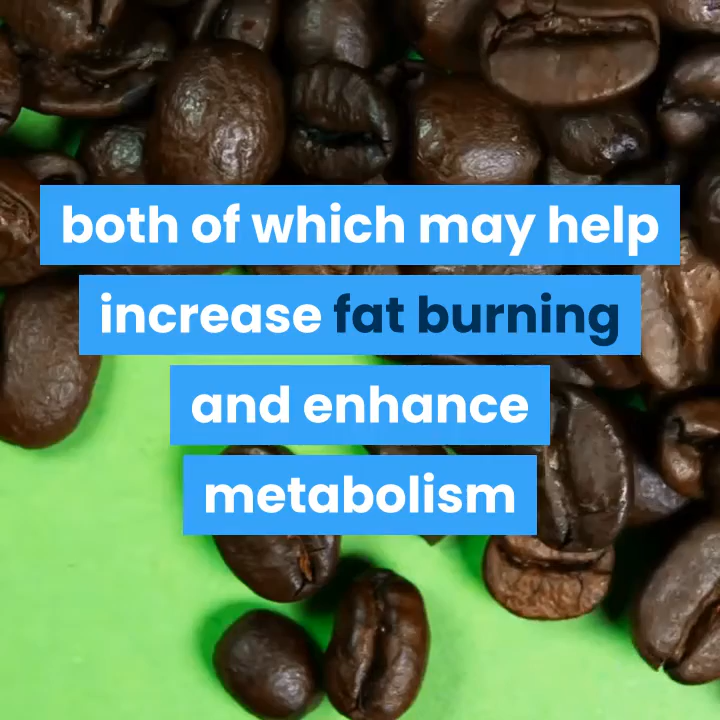 both of which may help
increase fat burning
and enhance
metabolism